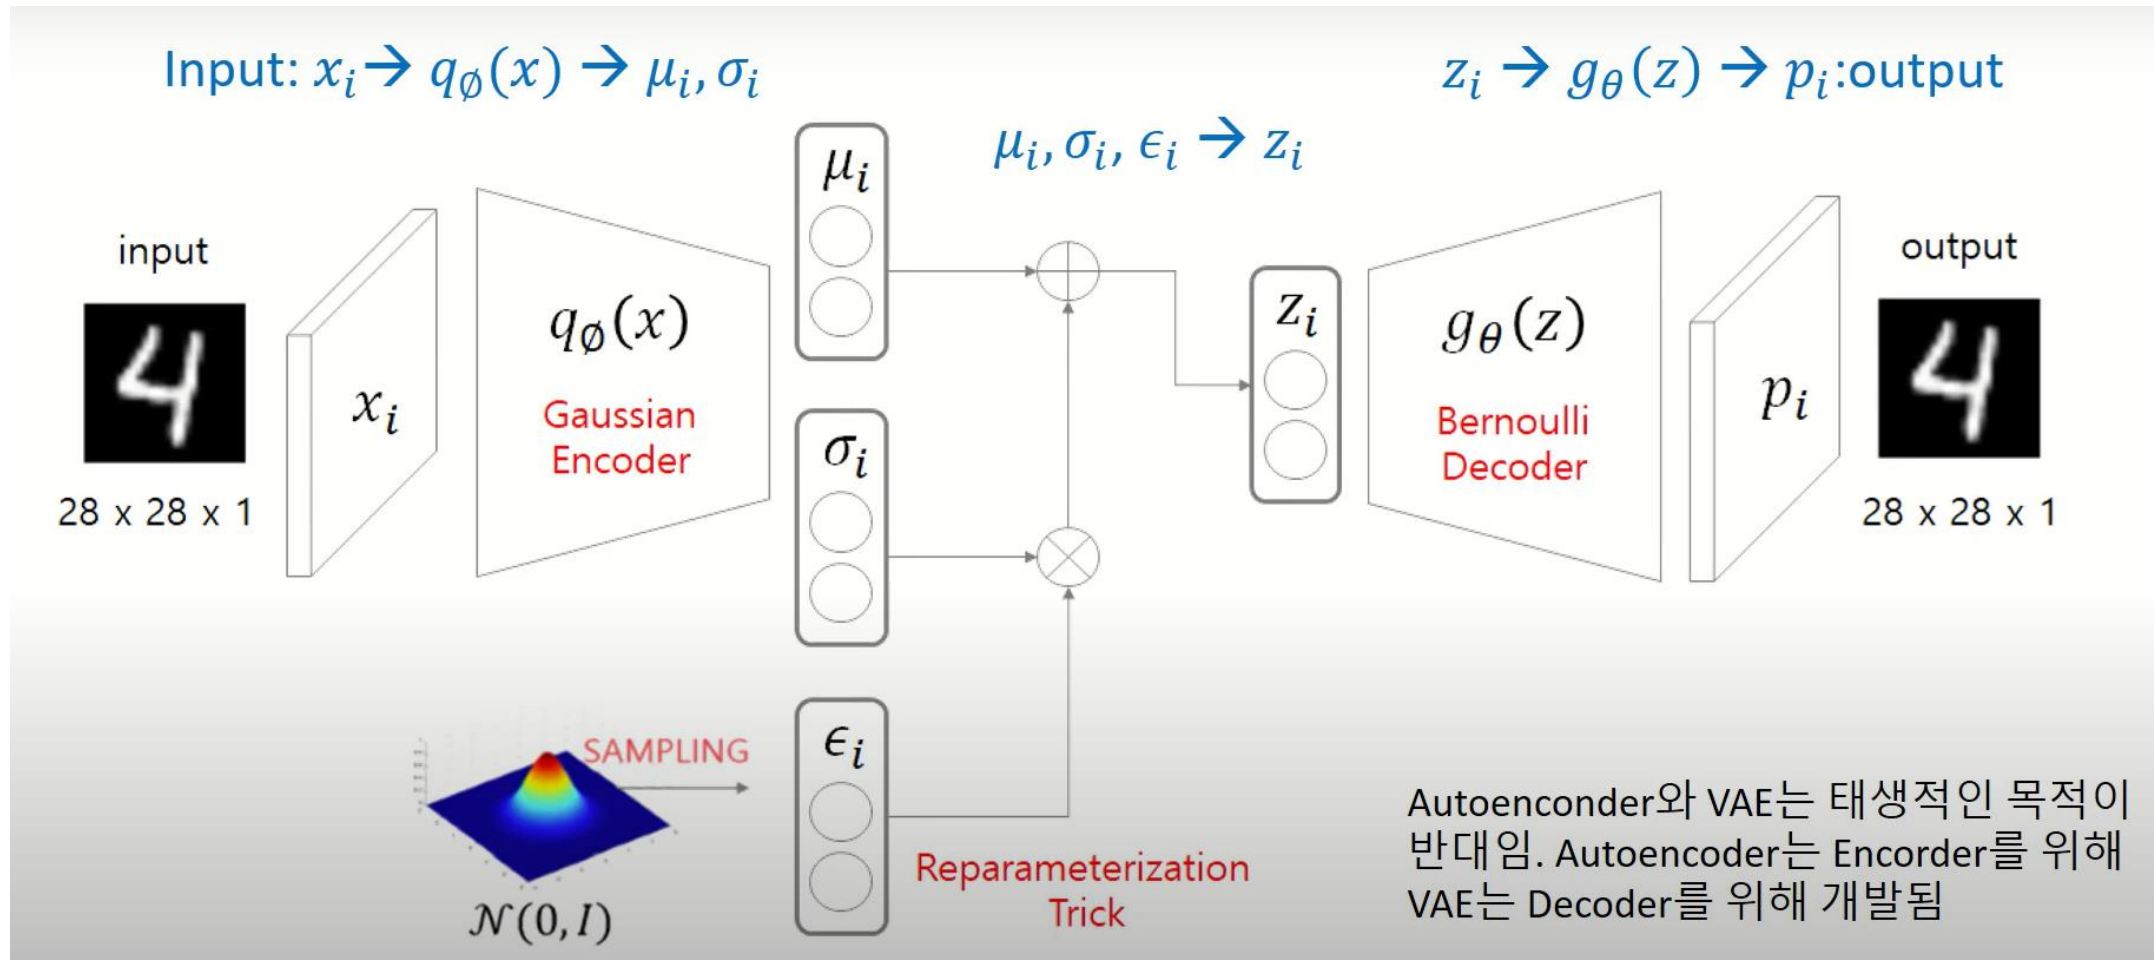 Input: 𝑥ᵢ → 𝑞_∅(𝑥) → 𝜇ᵢ, 𝜎ᵢ
𝑧ᵢ → 𝑔_θ(𝑧) → 𝑝ᵢ:output
𝜇ᵢ, 𝜎ᵢ, 𝜖ᵢ → 𝑧ᵢ
input
28 x 28 x 1
𝑥ᵢ
𝑞_∅(𝑥)
Gaussian
Encoder
𝜇ᵢ
𝜎ᵢ
SAMPLING
𝒩(0, 𝐼)
𝜖ᵢ
Reparameterization
Trick
𝑧ᵢ
𝑔_θ(𝑧)
Bernoulli
Decoder
𝑝ᵢ
output
28 x 28 x 1
Autoenconder와 VAE는 태생적인 목적이
반대임. Autoencoder는 Encorder를 위해
VAE는 Decoder를 위해 개발됨